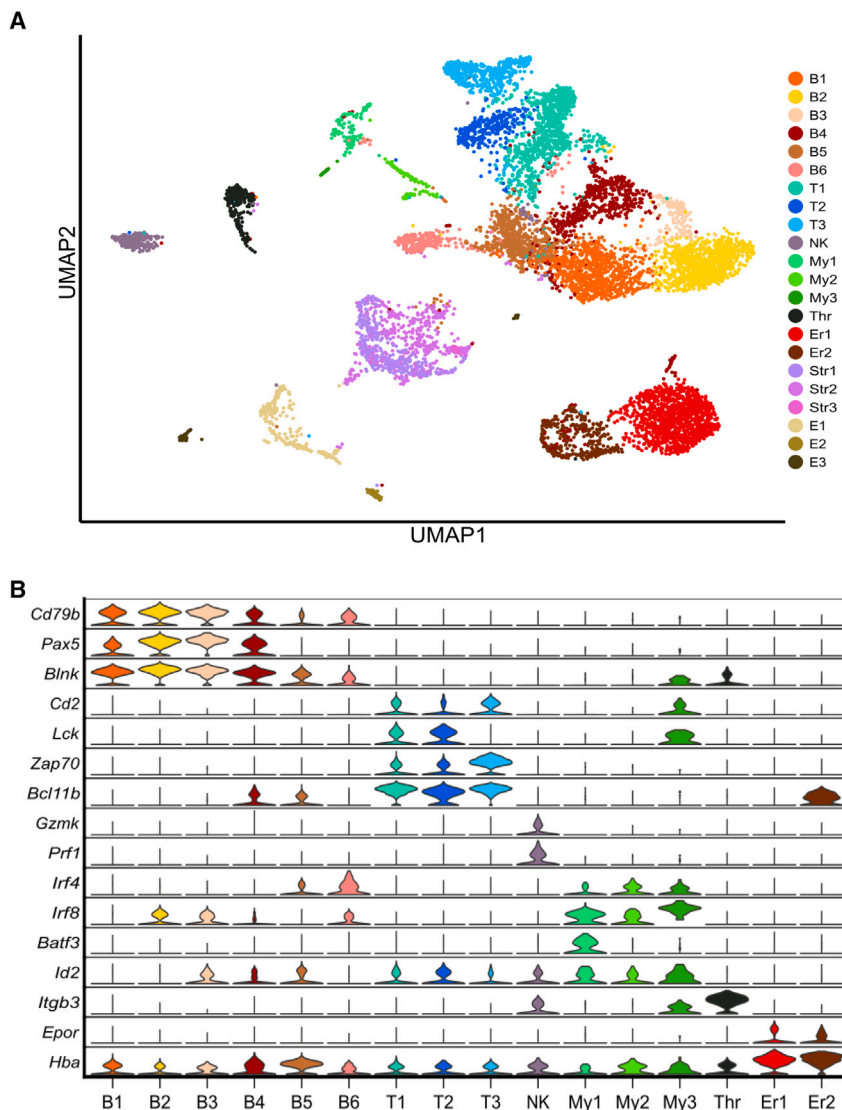 A
UMAP2
UMAP1
B1
B2
B3
B4
B5
B6
T1
T2
T3
NK
My1
My2
My3
Thr
Er1
Er2
Str1
Str2
Str3
E1
E2
E3
B
Cd79b
Pax5
Blnk
Cd2
Lck
Zap70
Bcl11b
Gzmk
Prf1
Irf4
Irf8
Batf3
Id2
Itgb3
Epor
Hba
B1 B2 B3 B4 B5 B6 T1 T2 T3 NK My1 My2 My3 Thr Er1 Er2